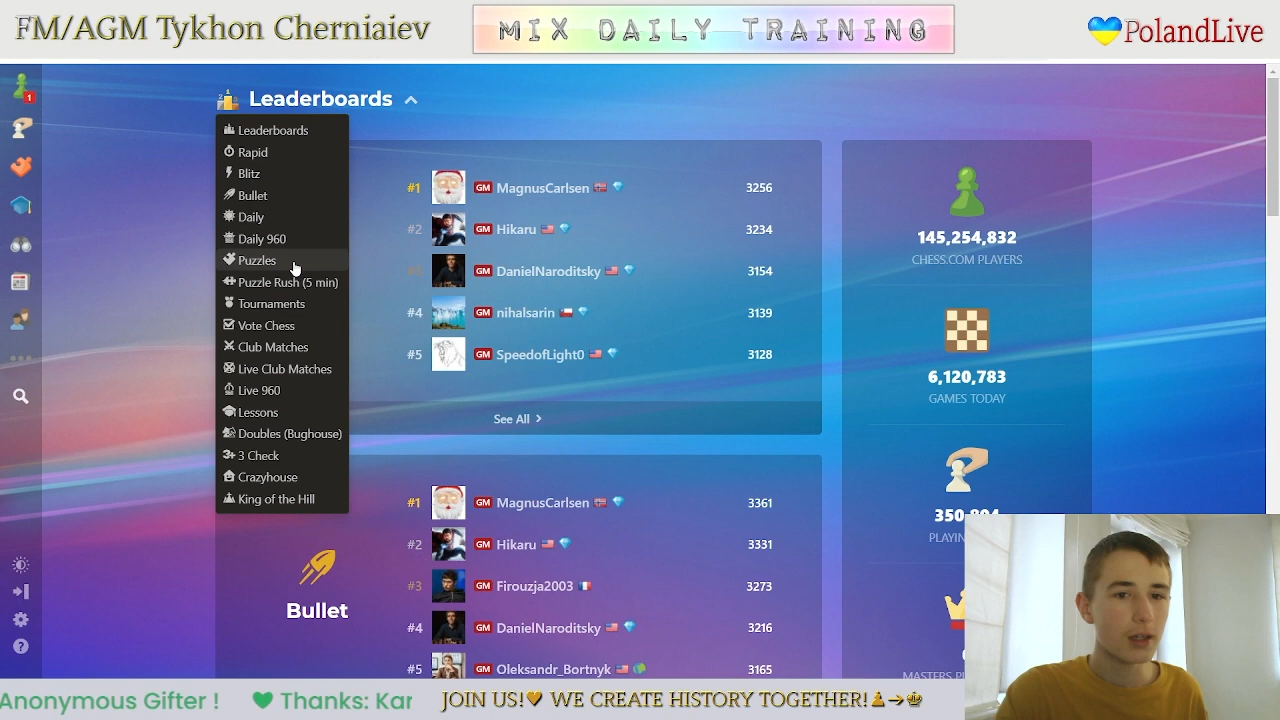 FM/AGM Tykhon Cherniaiev
MIX DAILY TRAINING
PolandLive
1
Leaderboards
Leaderboards
Rapid
Blitz
Bullet
Daily
Daily 960
Puzzles
Puzzle Rush (5 min)
Tournaments
Vote Chess
Club Matches
Live Club Matches
Live 960
Lessons
Doubles (Bughouse)
3 Check
Crazyhouse
King of the Hill
#1 GM MagnusCarlsen 3256
#2 GM Hikaru 3234
#3 GM DanielNaroditsky 3154
#4 GM nihalsarin 3139
#5 GM SpeedofLight0 3128
See All >
Bullet
#1 GM MagnusCarlsen 3361
#2 GM Hikaru 3331
#3 GM Firouzja2003 3273
#4 GM DanielNaroditsky 3216
#5 GM Oleksandr_Bortnyk 3165
145,254,832
CHESS.COM PLAYERS
6,120,783
GAMES TODAY
Anonymous Gifter ! Thanks: Kar
JOIN US! WE CREATE HISTORY TOGETHER!